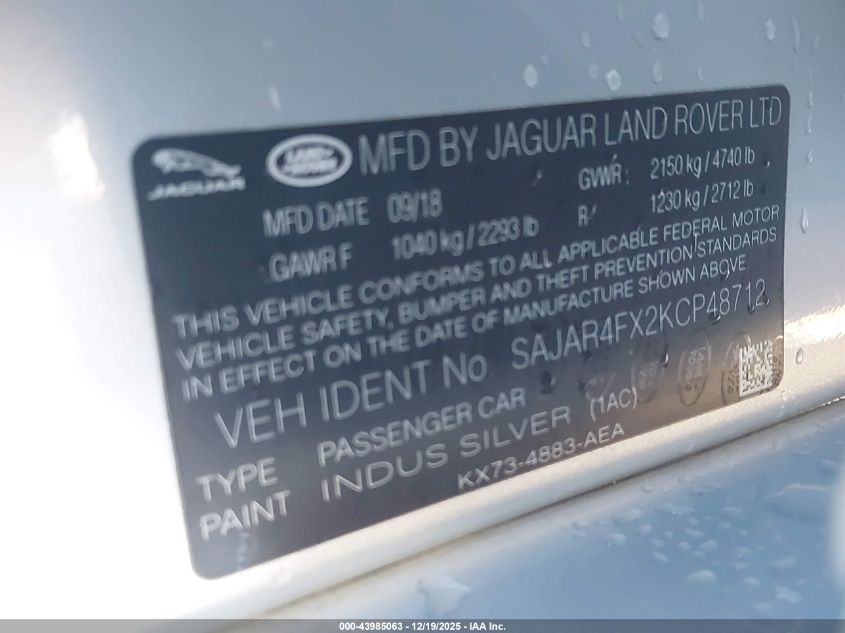 JAGUAR LAND ROVER MFD BY JAGUAR LAND ROVER LTD
MFD DATE 09/18 GVWR: 2150 kg / 4740 lb
GAWR F 1040 kg / 2293 lb R 1230 kg / 2712 lb
THIS VEHICLE CONFORMS TO ALL APPLICABLE FEDERAL MOTOR
VEHICLE SAFETY, BUMPER AND THEFT PREVENTION STANDARDS
IN EFFECT ON THE DATE OF MANUFACTURE SHOWN ABOVE
VEH IDENT No SAJAR4FX2KCP48712
TYPE PASSENGER CAR
PAINT INDUS SILVER (1AC)
KX73-4883-AEA
000-43985063 - 12/19/2025 - IAA Inc.